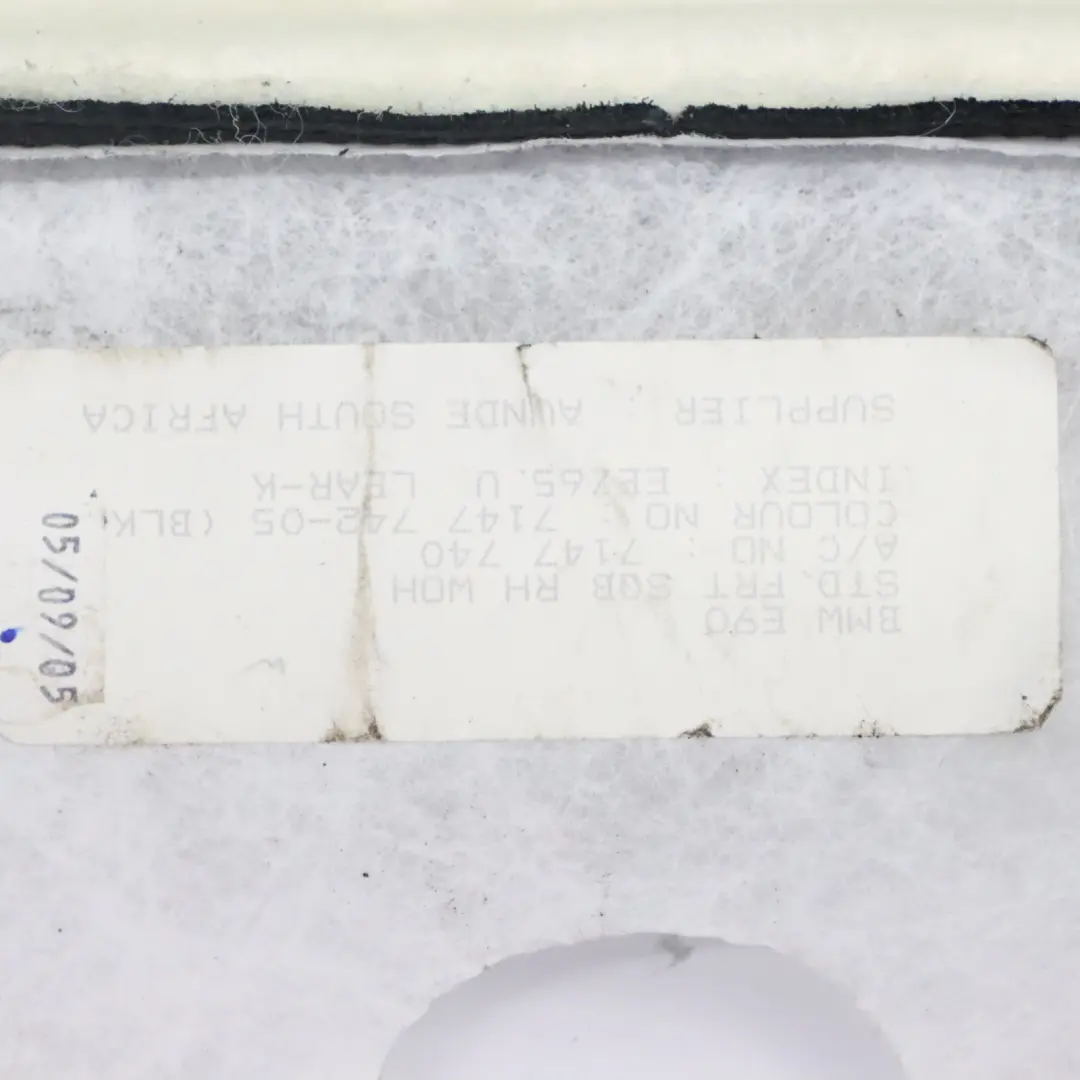 BMW E90
STD FRT SQB RH WOH
A/C NO : 7147 740
COLOUR NO : 7147 742-05 (BLK)
INDEX : EE765.U LEAR-K
SUPPLIER : AUNDE SOUTH AFRICA
05/09/05